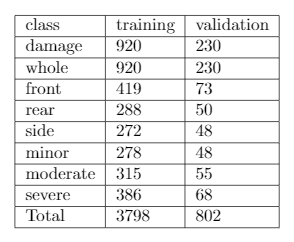 class training validation
damage 920 230
whole 920 230
front 419 73
rear 288 50
side 272 48
minor 278 48
moderate 315 55
severe 386 68
Total 3798 802